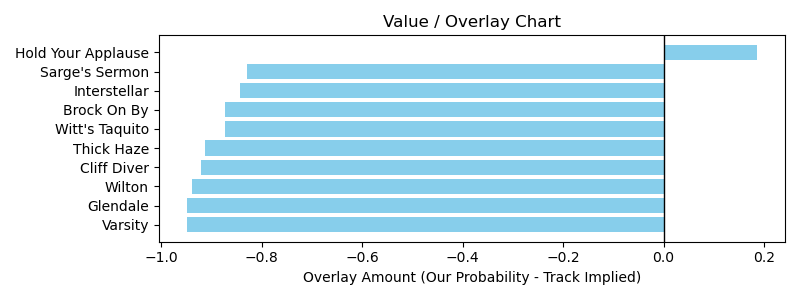 Value / Overlay Chart
Hold Your Applause
Sarge's Sermon
Interstellar
Brock On By
Witt's Taquito
Thick Haze
Cliff Diver
Wilton
Glendale
Varsity
−1.0 −0.8 −0.6 −0.4 −0.2 0.0 0.2
Overlay Amount (Our Probability - Track Implied)